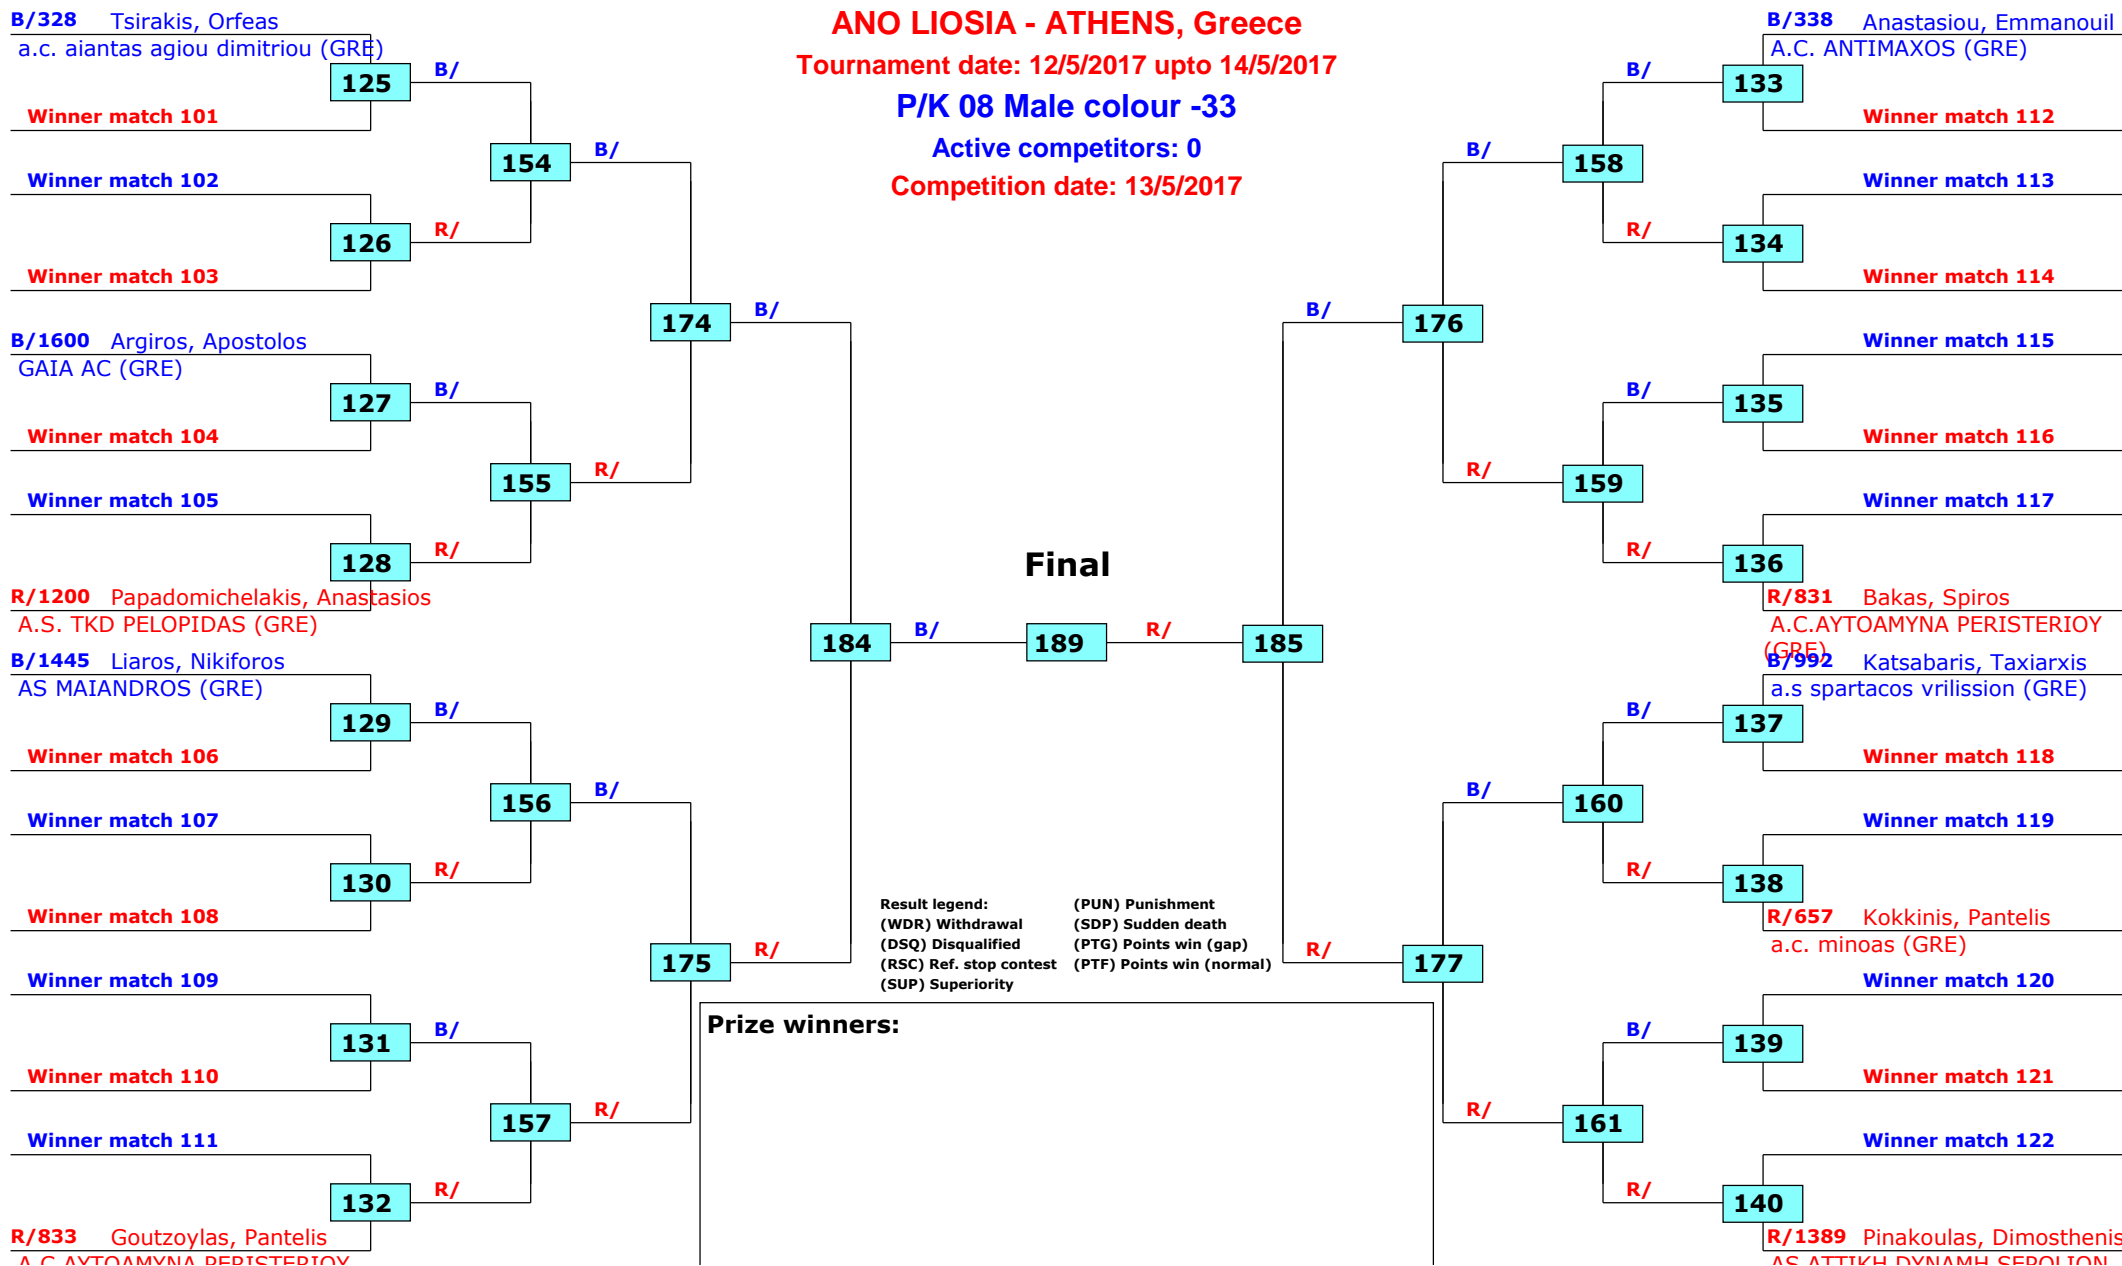 ANO LIOSIA - ATHENS, Greece
Tournament date: 12/5/2017 upto 14/5/2017
P/K 08 Male colour -33
Active competitors: 0
Competition date: 13/5/2017
B/328 Tsirakis, Orfeas
a.c. aiantas agiou dimitriou (GRE)
125
B/
Winner match 101
154
B/
Winner match 102
126
R/
Winner match 103
174
B/
B/1600 Argiros, Apostolos
GAIA AC (GRE)
127
B/
Winner match 104
155
R/
Winner match 105
128
R/
R/1200 Papadomichelakis, Anastasios
A.S. TKD PELOPIDAS (GRE)
184
B/
B/1445 Liaros, Nikiforos
AS MAIANDROS (GRE)
129
B/
Winner match 106
156
B/
Winner match 107
130
R/
Winner match 108
175
R/
Winner match 109
131
B/
Winner match 110
157
R/
Winner match 111
132
R/
R/833 Goutzoylas, Pantelis
A.C.AYTOAMYNA PERISTERIOY
Final
189
R/
185
B/338 Anastasiou, Emmanouil
A.C. ANTIMAXOS (GRE)
B/
133
Winner match 112
B/
158
Winner match 113
R/
134
Winner match 114
B/
176
Winner match 115
B/
135
Winner match 116
R/
159
Winner match 117
R/
136
R/831 Bakas, Spiros
A.C.AYTOAMYNA PERISTERIOY
(GRE)
B/992 Katsabaris, Taxiarxis
a.s spartacos vrilission (GRE)
B/
137
Winner match 118
B/
160
Winner match 119
R/
138
R/657 Kokkinis, Pantelis
a.c. minoas (GRE)
R/
177
Winner match 120
B/
139
Winner match 121
R/
161
Winner match 122
R/
140
R/1389 Pinakoulas, Dimosthenis
AS ATTIKH DYNAMH SEPOLION
Result legend: (PUN) Punishment
(WDR) Withdrawal (SDP) Sudden death
(DSQ) Disqualified (PTG) Points win (gap)
(RSC) Ref. stop contest (PTF) Points win (normal)
(SUP) Superiority
Prize winners: